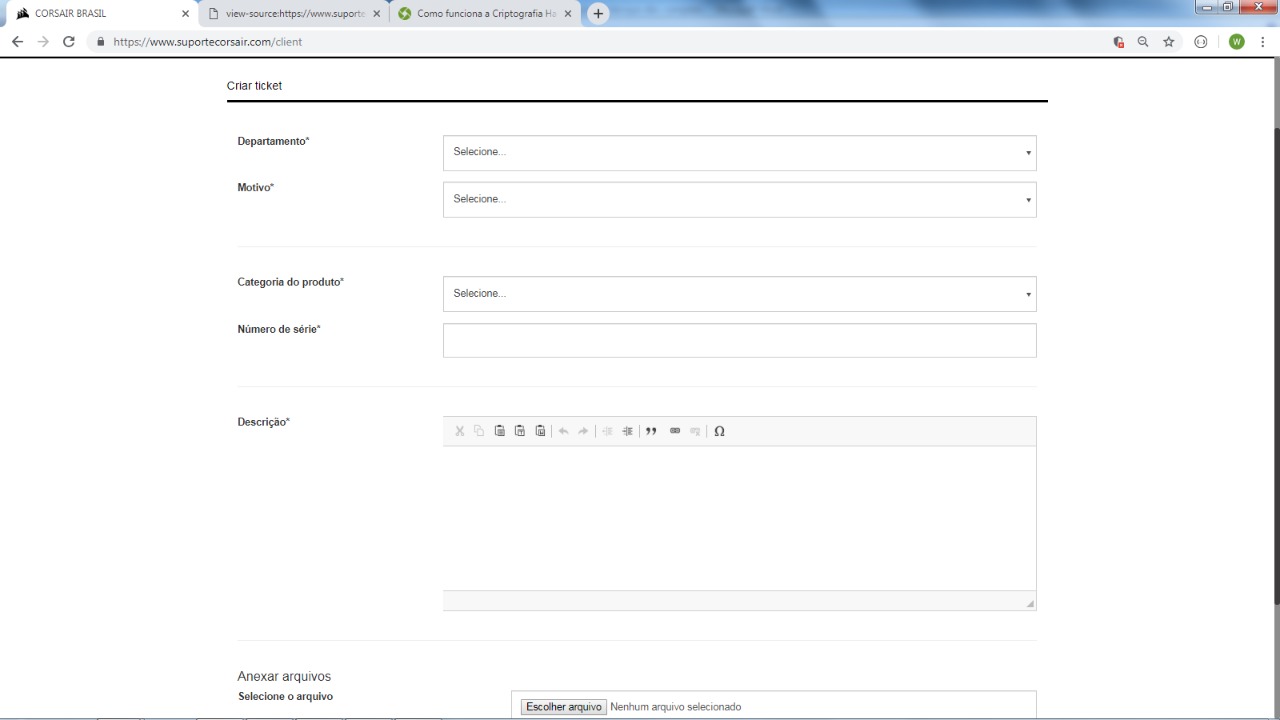 CORSAIR BRASIL
view-source:https://www.suporte
Como funciona a Criptografia He
https://www.suportecorsair.com/client
W
Criar ticket
Departamento*
Selecione...
Motivo*
Selecione...
Categoria do produto*
Selecione...
Número de série*
Descrição*
Anexar arquivos
Selecione o arquivo
Escolher arquivo Nenhum arquivo selecionado